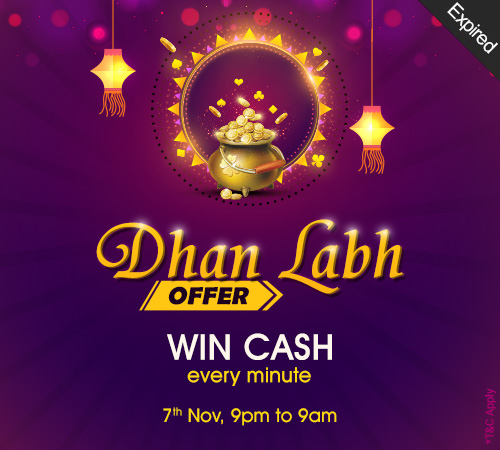 Expired
Dhan Labh
OFFER
WIN CASH
every minute
7th Nov, 9pm to 9am
*T&C Apply